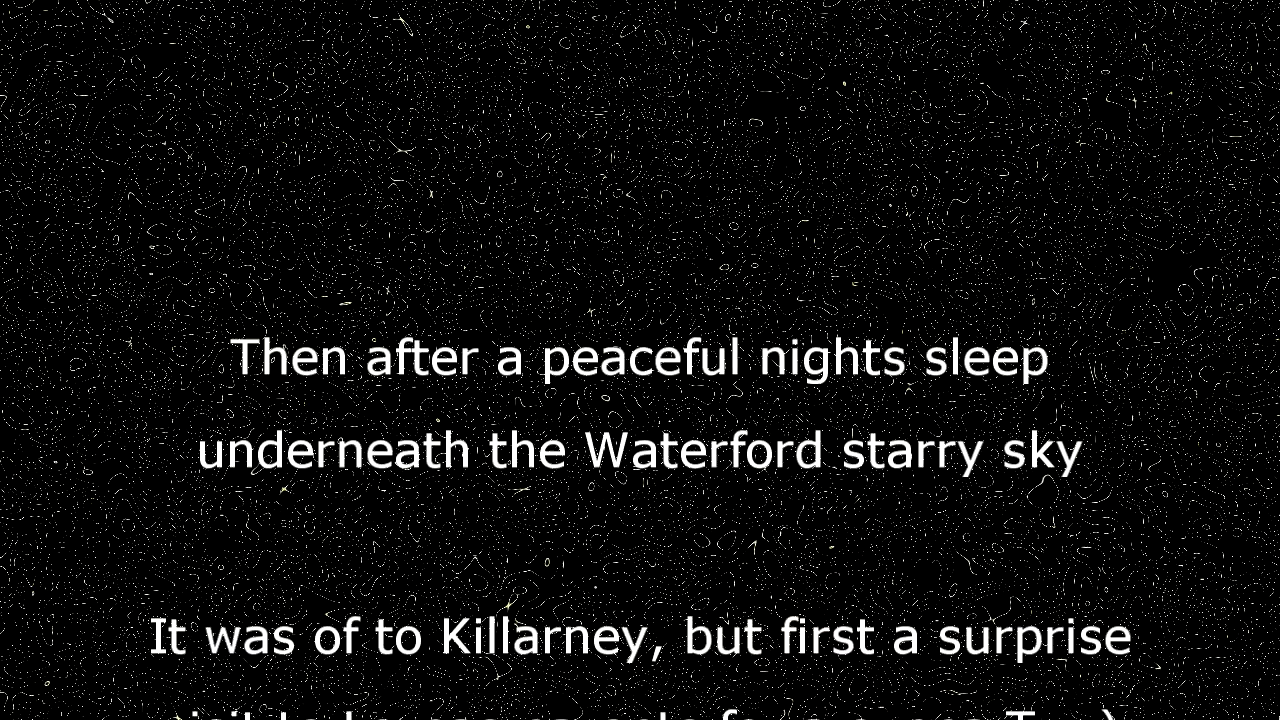 Then after a peaceful nights sleep
underneath the Waterford starry sky
It was of to Killarney, but first a surprise